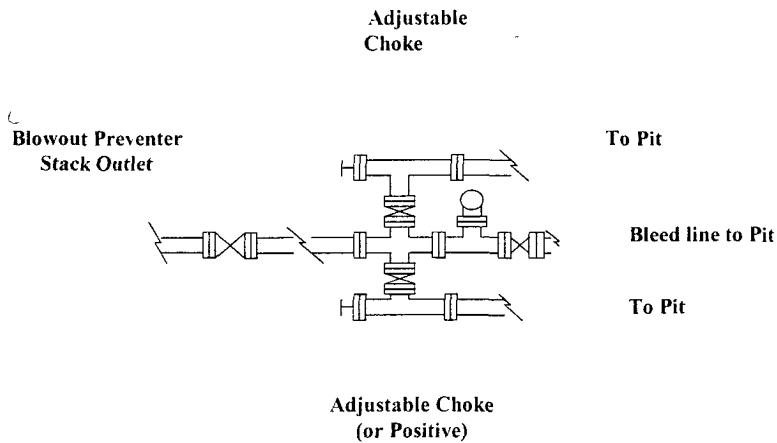 Adjustable
Choke
Blowout Preventer
Stack Outlet
To Pit
Bleed line to Pit
To Pit
Adjustable Choke
(or Positive)